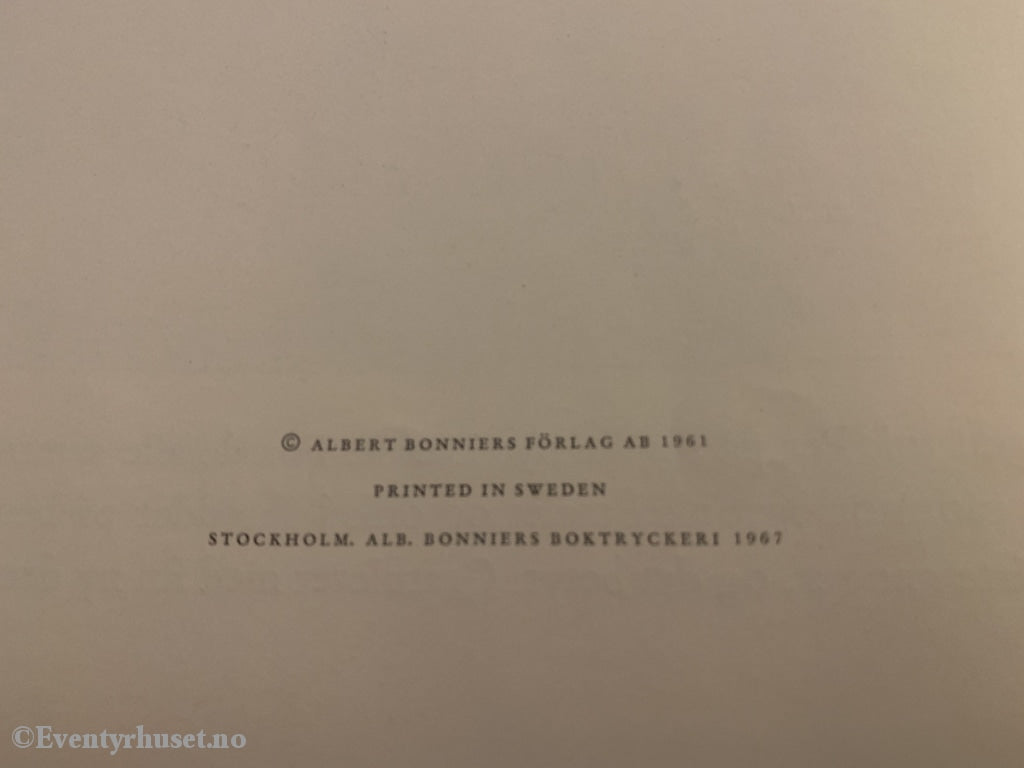 © ALBERT BONNIERS FÖRLAG AB 1961
PRINTED IN SWEDEN
STOCKHOLM. ALB. BONNIERS BOKTRYCKERI 1967
©Eventyrhuset.no